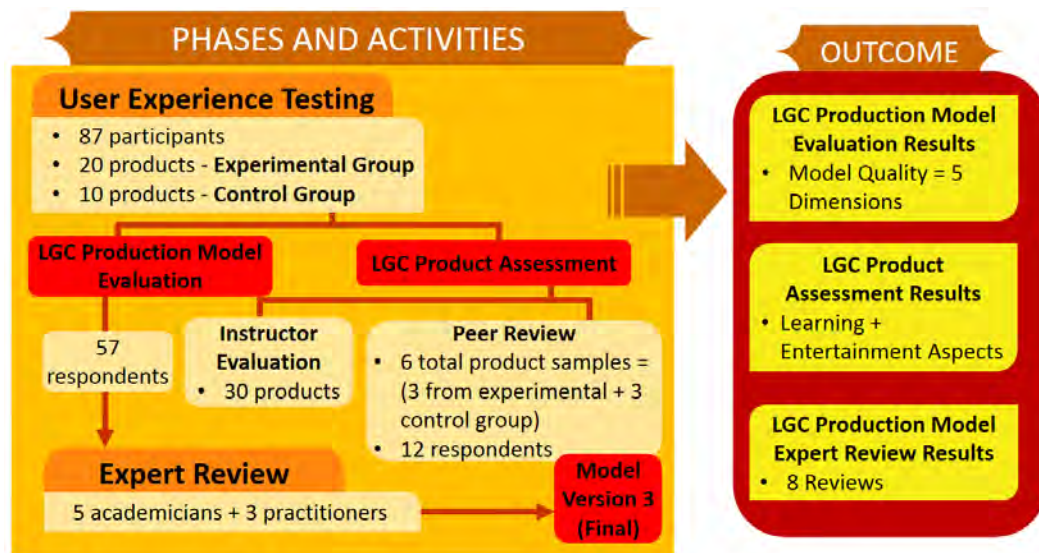 PHASES AND ACTIVITIES
User Experience Testing
• 87 participants
• 20 products - Experimental Group
• 10 products - Control Group
LGC Production Model
Evaluation
LGC Product Assessment
57
respondents
Instructor
Evaluation
• 30 products
Peer Review
• 6 total product samples =
(3 from experimental + 3
control group)
• 12 respondents
Expert Review
5 academicians + 3 practitioners
Model
Version 3
(Final)
OUTCOME
LGC Production Model
Evaluation Results
• Model Quality = 5
Dimensions
LGC Product
Assessment Results
• Learning +
Entertainment Aspects
LGC Production Model
Expert Review Results
• 8 Reviews